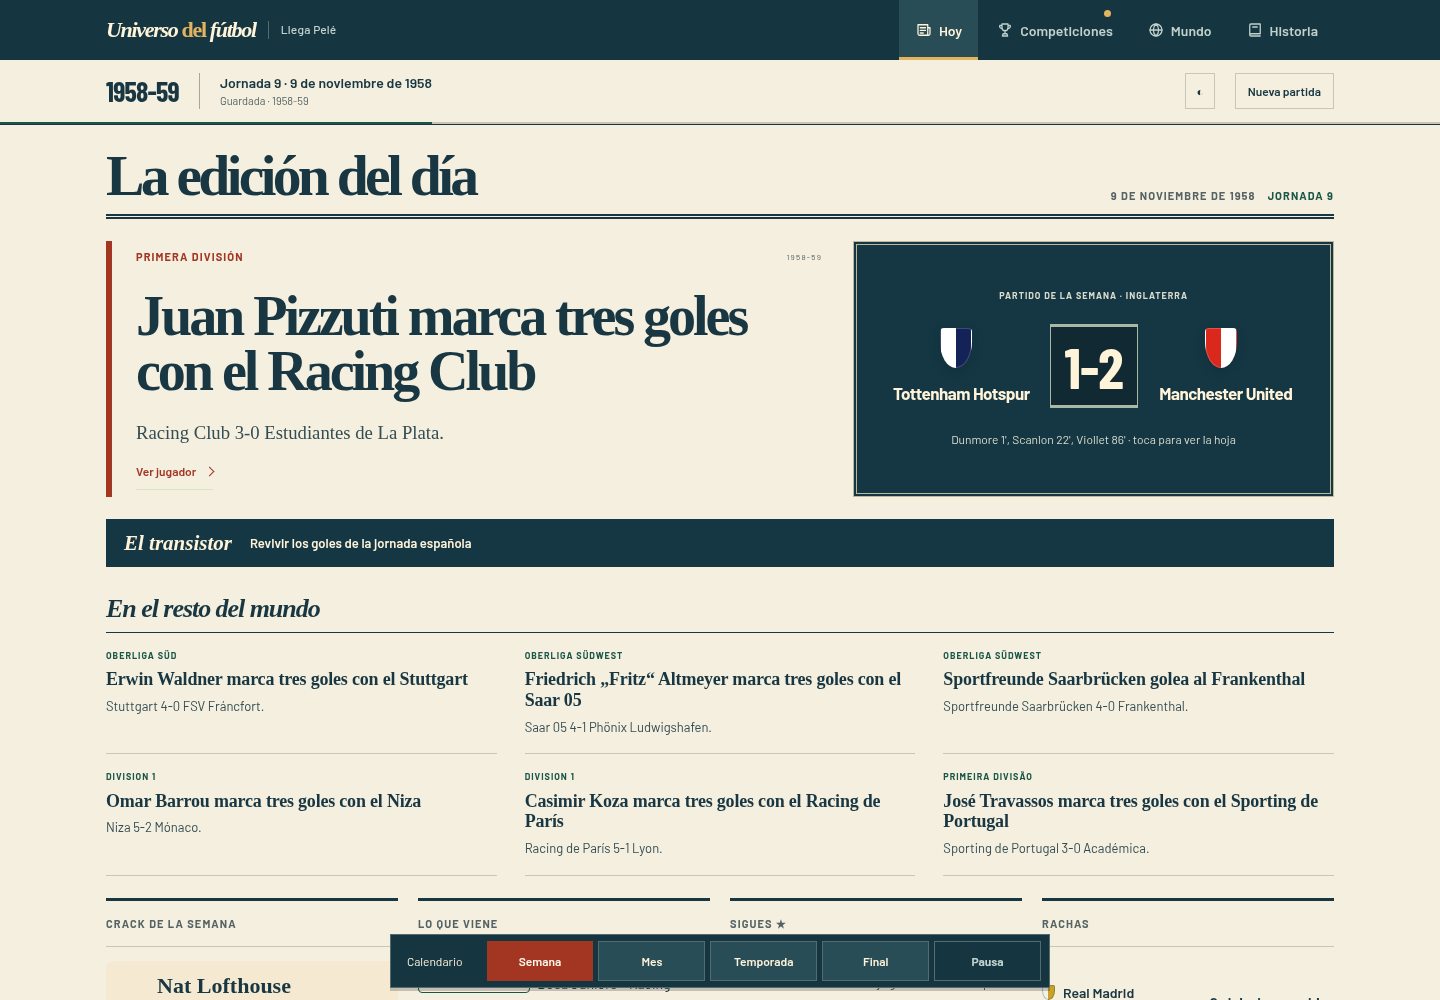 Universo del fútbol
Llega Pelé
Hoy
Competiciones
Mundo
Historia
1958-59
Jornada 9 · 9 de noviembre de 1958
Guardada · 1958-59
Nueva partida
La edición del día
9 DE NOVIEMBRE DE 1958 JORNADA 9
PRIMERA DIVISIÓN
1958-59
Juan Pizzuti marca tres goles
con el Racing Club
Racing Club 3-0 Estudiantes de La Plata.
Ver jugador
PARTIDO DE LA SEMANA · INGLATERRA
Tottenham Hotspur
1-2
Manchester United
Dunmore 1', Scanlon 22', Viollet 86' · toca para ver la hoja
El transistor
Revivir los goles de la jornada española
En el resto del mundo
OBERLIGA SÜD
Erwin Waldner marca tres goles con el Stuttgart
Stuttgart 4-0 FSV Fráncfort.
OBERLIGA SÜDWEST
Friedrich „Fritz“ Altmeyer marca tres goles con el
Saar 05
Saar 05 4-1 Phönix Ludwigshafen.
OBERLIGA SÜDWEST
Sportfreunde Saarbrücken golea al Frankenthal
Sportfreunde Saarbrücken 4-0 Frankenthal.
DIVISION 1
Omar Barrou marca tres goles con el Niza
Niza 5-2 Mónaco.
DIVISION 1
Casimir Koza marca tres goles con el Racing de
París
Racing de París 5-1 Lyon.
PRIMEIRA DIVISÃO
José Travassos marca tres goles con el Sporting de
Portugal
Sporting de Portugal 3-0 Académica.
CRACK DE LA SEMANA
LO QUE VIENE
SIGUES ★
RACHAS
Nat Lofthouse
Real Madrid
Calendario
Semana
Mes
Temporada
Final
Pausa